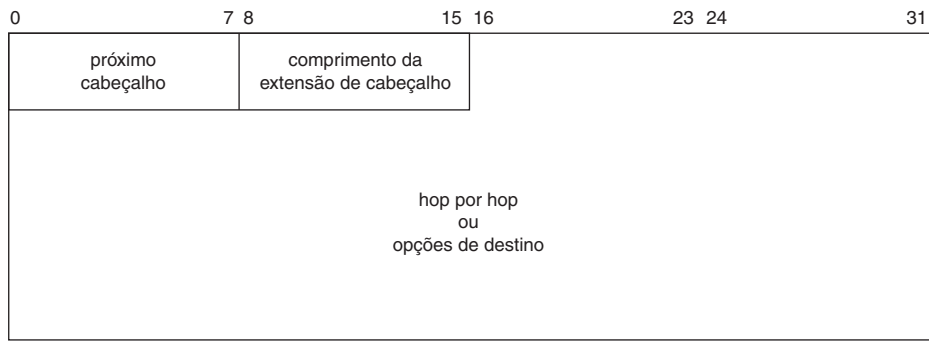 0 7 8 15 16 23 24 31
próximo
cabeçalho
comprimento da
extensão de cabeçalho
hop por hop
ou
opções de destino